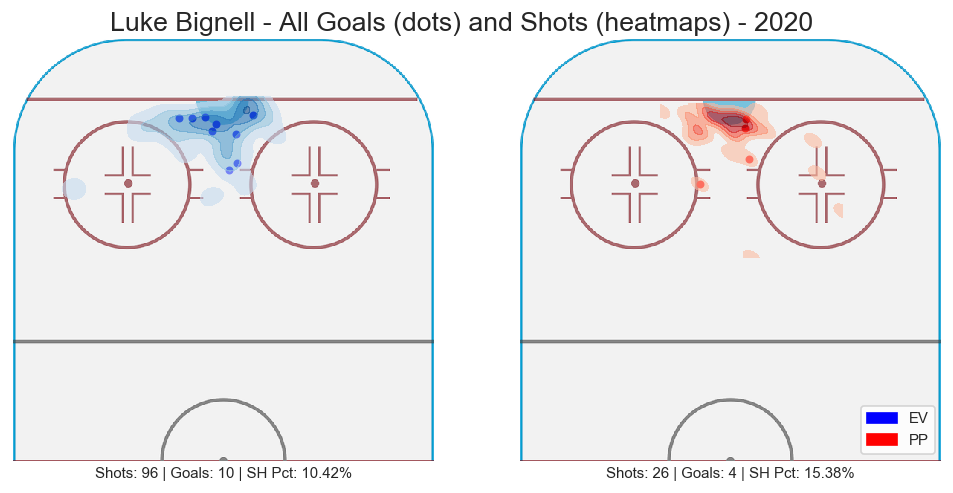 Luke Bignell - All Goals (dots) and Shots (heatmaps) - 2020
EV
PP
Shots: 96 | Goals: 10 | SH Pct: 10.42%
Shots: 26 | Goals: 4 | SH Pct: 15.38%